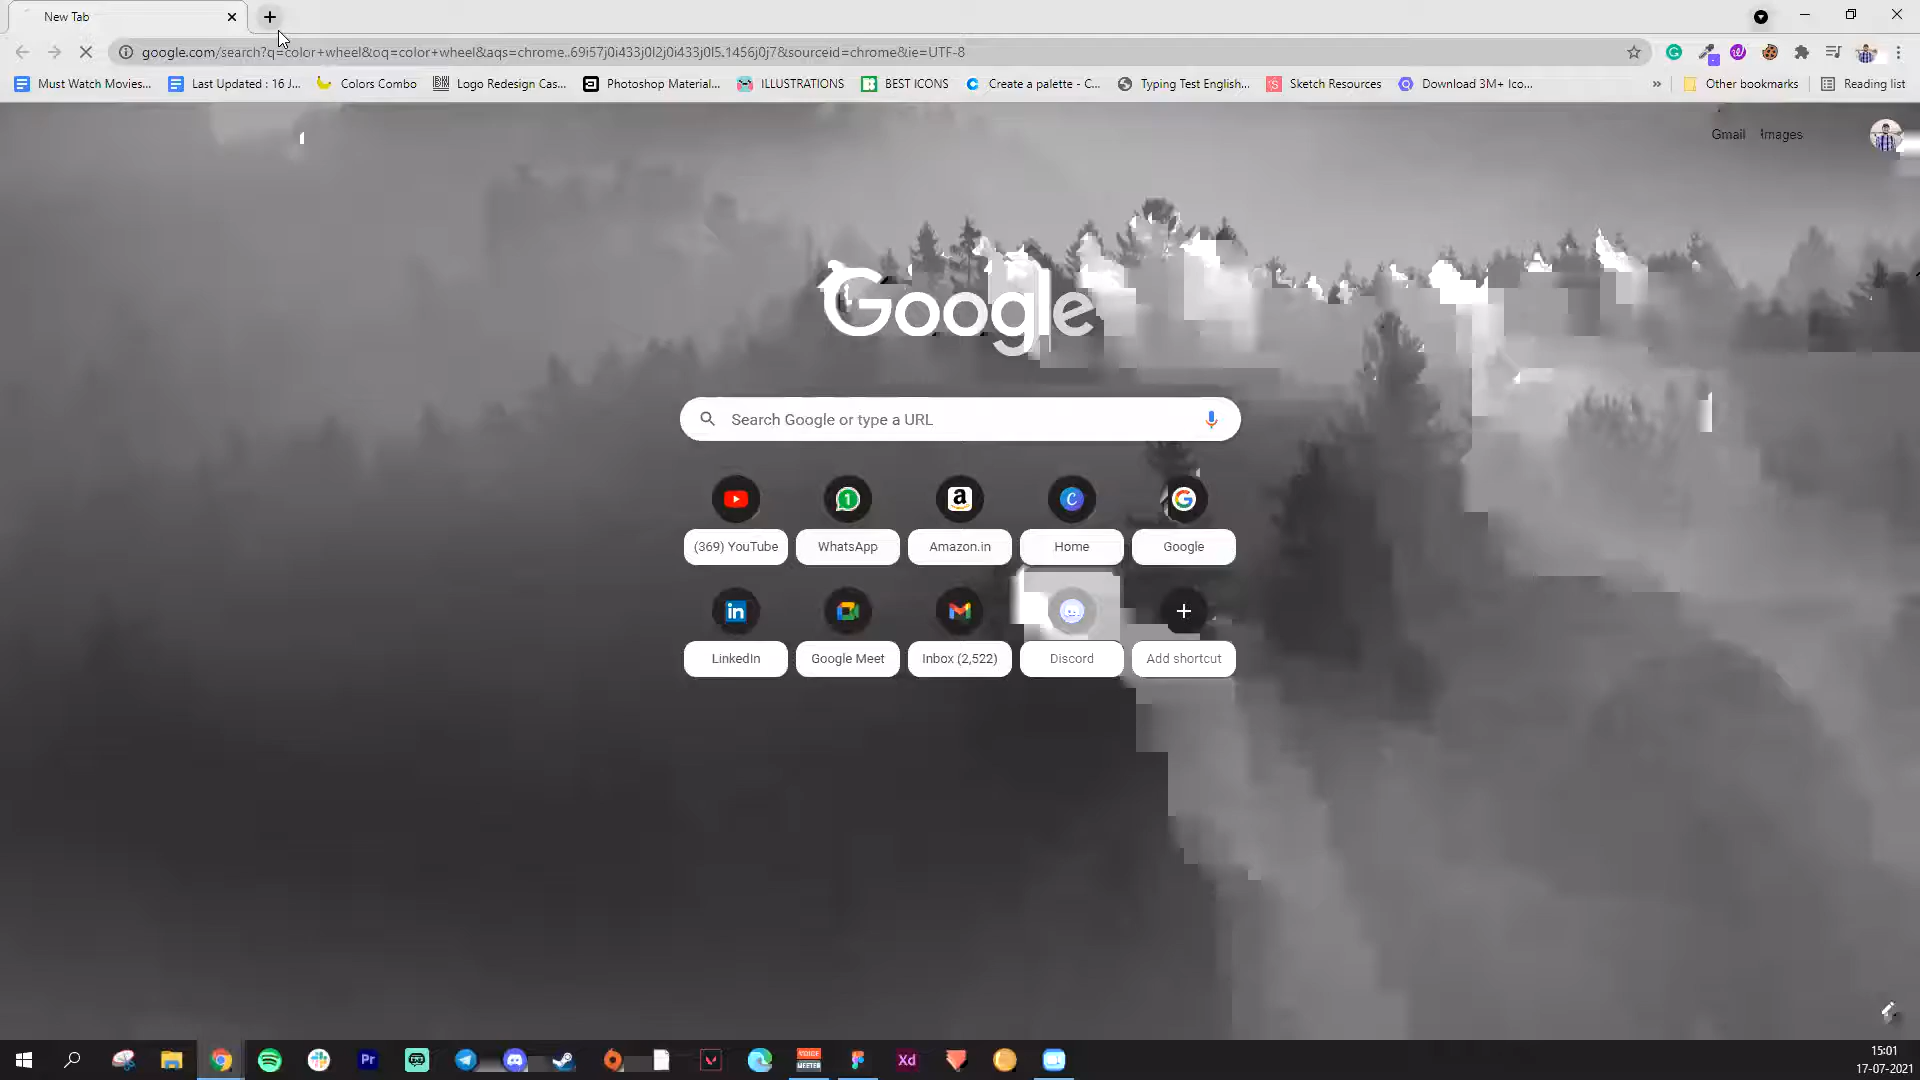 New Tab
google.com/search?q=color+wheel&oq=color+wheel&aqs=chrome..69i57j0i433j0l2j0i433j0l5.1456j0j7&sourceid=chrome&ie=UTF-8
Must Watch Movies... Last Updated : 16 J... Colors Combo Logo Redesign Cas... Photoshop Material... ILLUSTRATIONS BEST ICONS Create a palette - C... Typing Test English... Sketch Resources Download 3M+ Ico... » Other bookmarks Reading list
Gmail Images
Google
Search Google or type a URL
(369) YouTube WhatsApp Amazon.in Home Google
LinkedIn Google Meet Inbox (2,522) Discord Add shortcut
Pr
VOICE
MEETER
Xd
15:01
17-07-2021